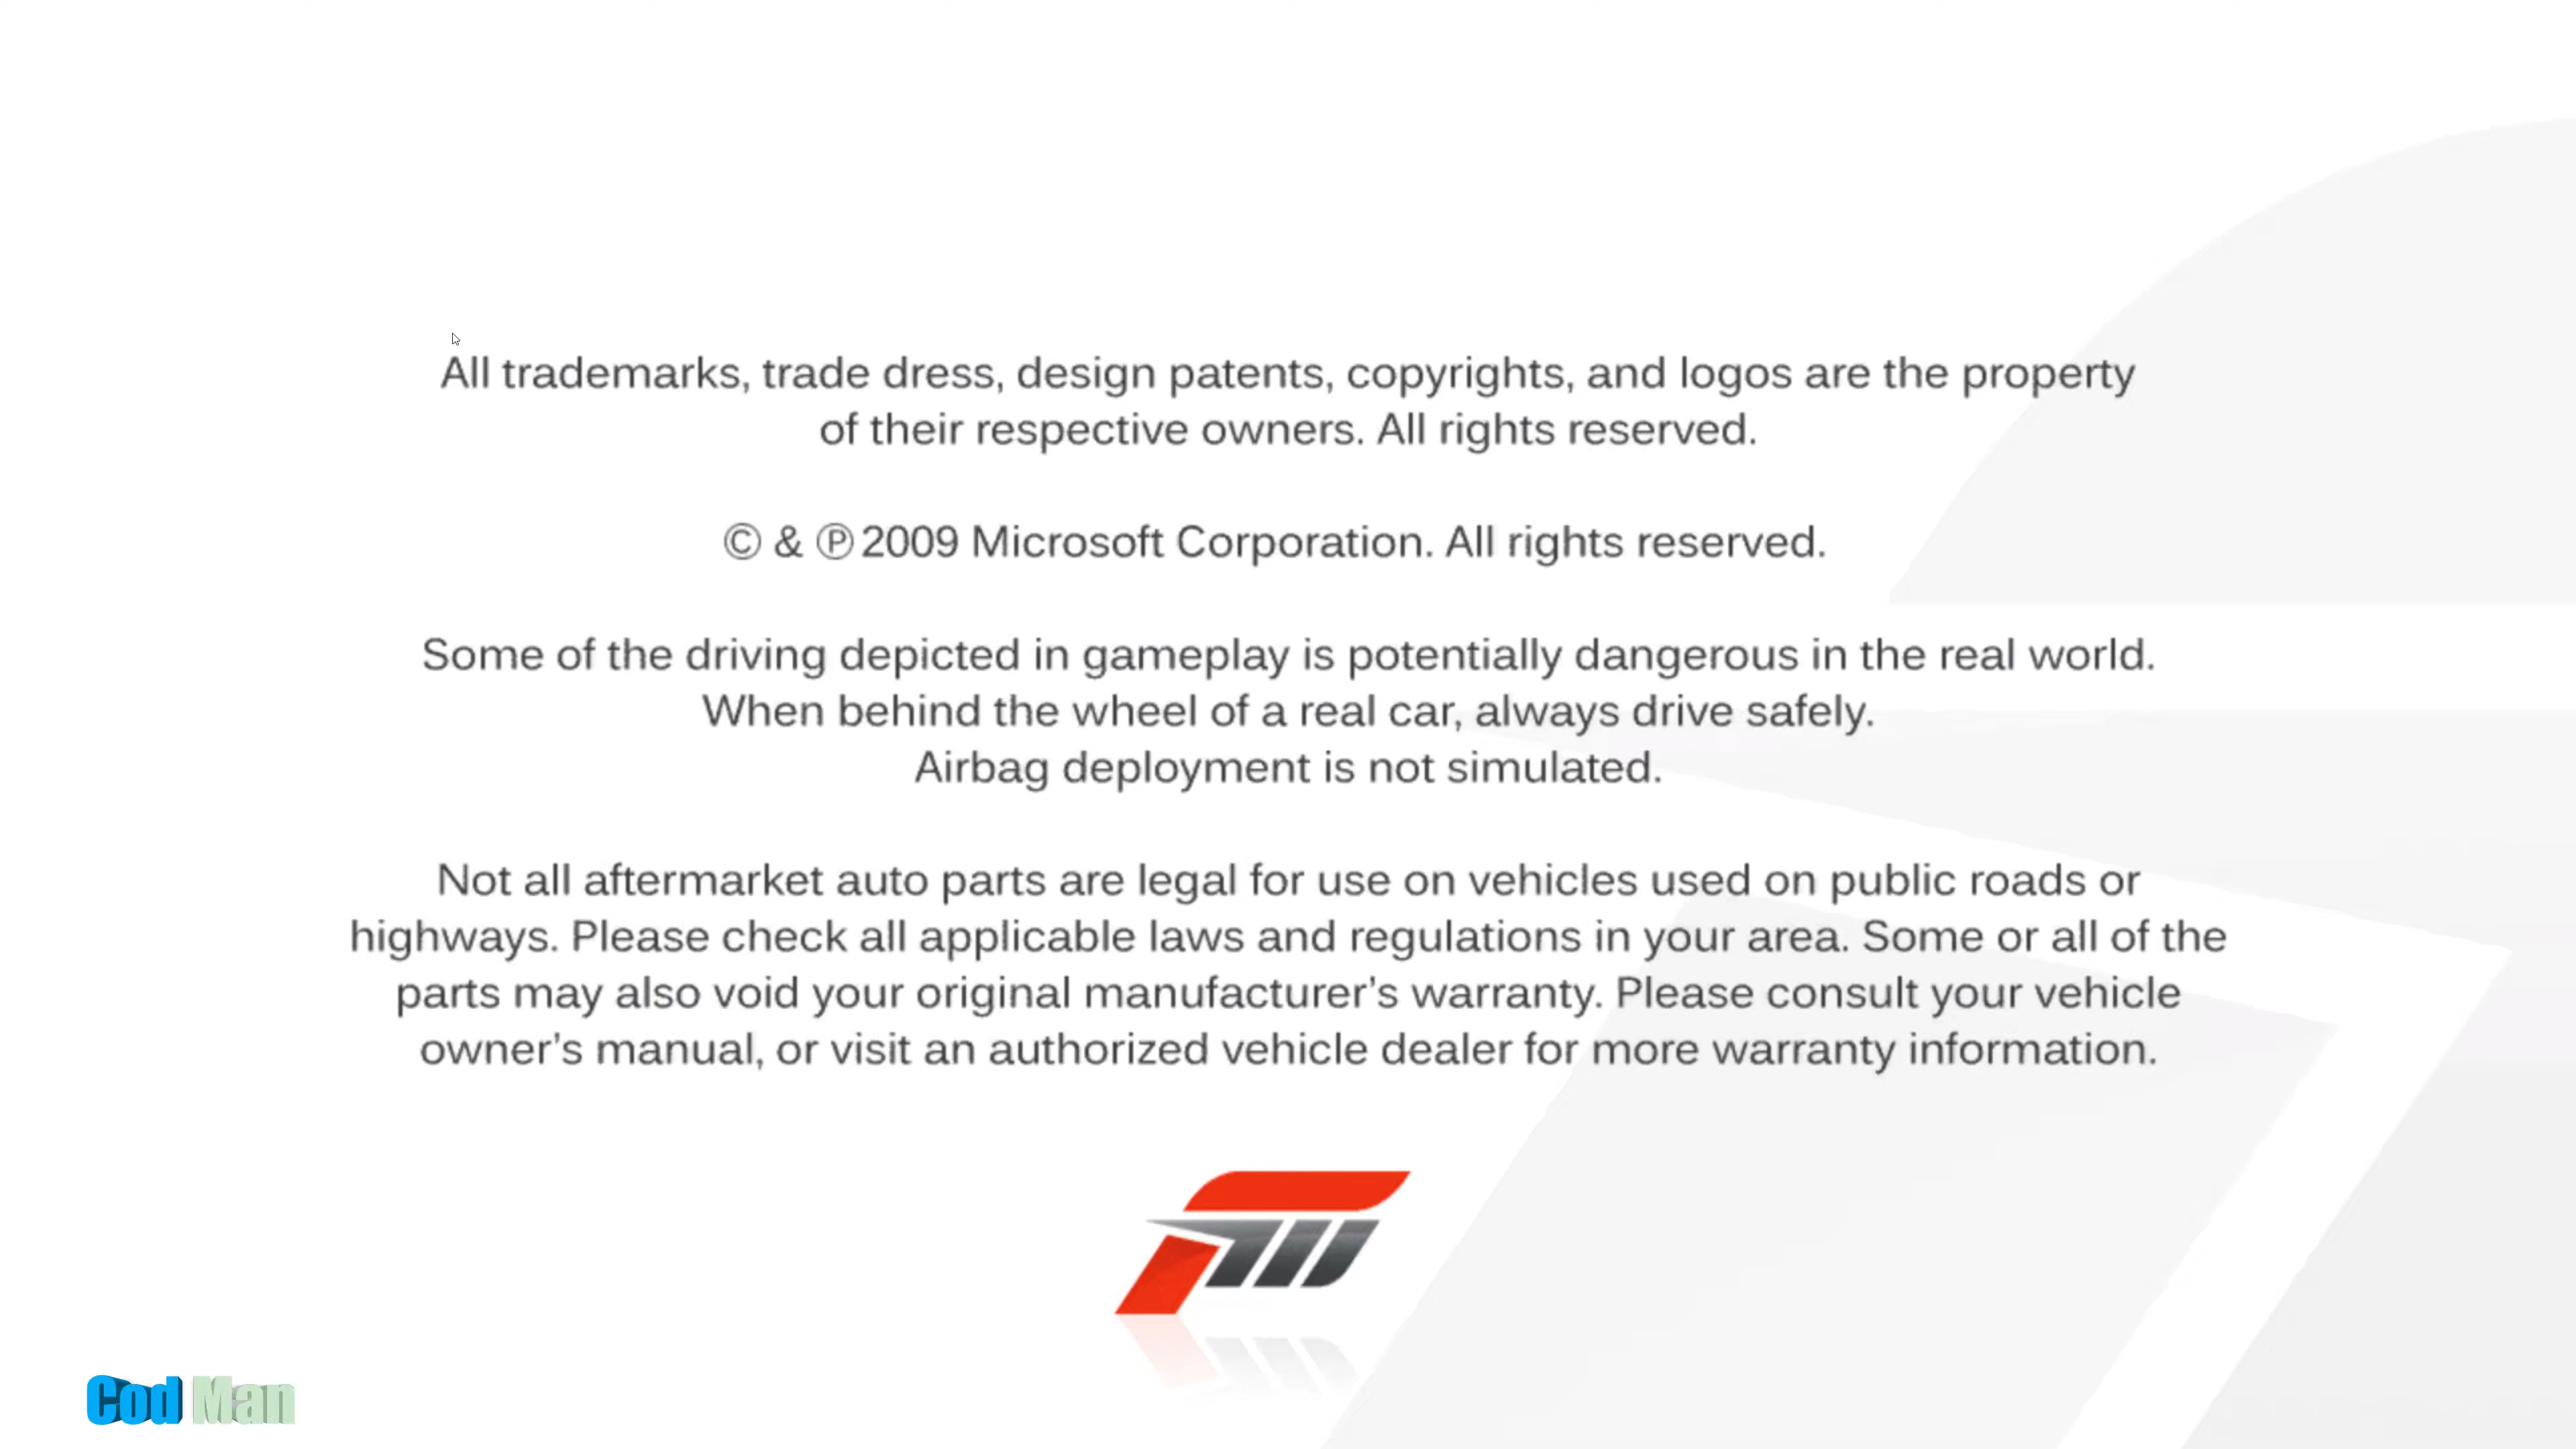 All trademarks, trade dress, design patents, copyrights, and logos are the property
of their respective owners. All rights reserved.
© & ℗ 2009 Microsoft Corporation. All rights reserved.
Some of the driving depicted in gameplay is potentially dangerous in the real world.
When behind the wheel of a real car, always drive safely.
Airbag deployment is not simulated.
Not all aftermarket auto parts are legal for use on vehicles used on public roads or
highways. Please check all applicable laws and regulations in your area. Some or all of the
parts may also void your original manufacturer’s warranty. Please consult your vehicle
owner’s manual, or visit an authorized vehicle dealer for more warranty information.
Cod Man